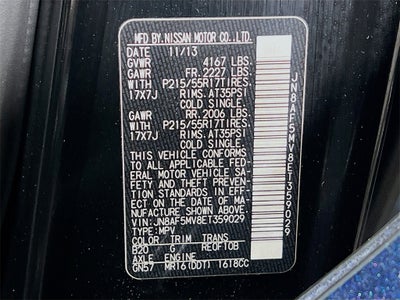 MFD BY.NISSAN MOTOR CO.,LTD.
DATE
11/13
GVWR 4167 LBS.
GAWR FR. 2227 LBS.
WITH P215/55R17TIRES.
17X7J RIMS.AT35PSI
COLD SINGLE.
GAWR RR. 2006 LBS.
WITH P215/55R17TIRES.
17X7J RIMS.AT35PSI
COLD SINGLE.
THIS VEHICLE CONFORMS
TO ALL APPLICABLE FED-
ERAL MOTOR VEHICLE SA-
FETY AND THEFT PREVEN-
TION STANDARDS IN EFF-
ECT ON THE DATE OF MA-
NUFACTURE SHOWN ABOVE.
VIN:JN8AF5MV8ET359029
TYPE:MPV
COLOR TRIM TRANS
B20 G RE0F10B
AXLE ENGINE
GN57 MR16(DDT) 1618CC
JN8AF5MV8ET359029